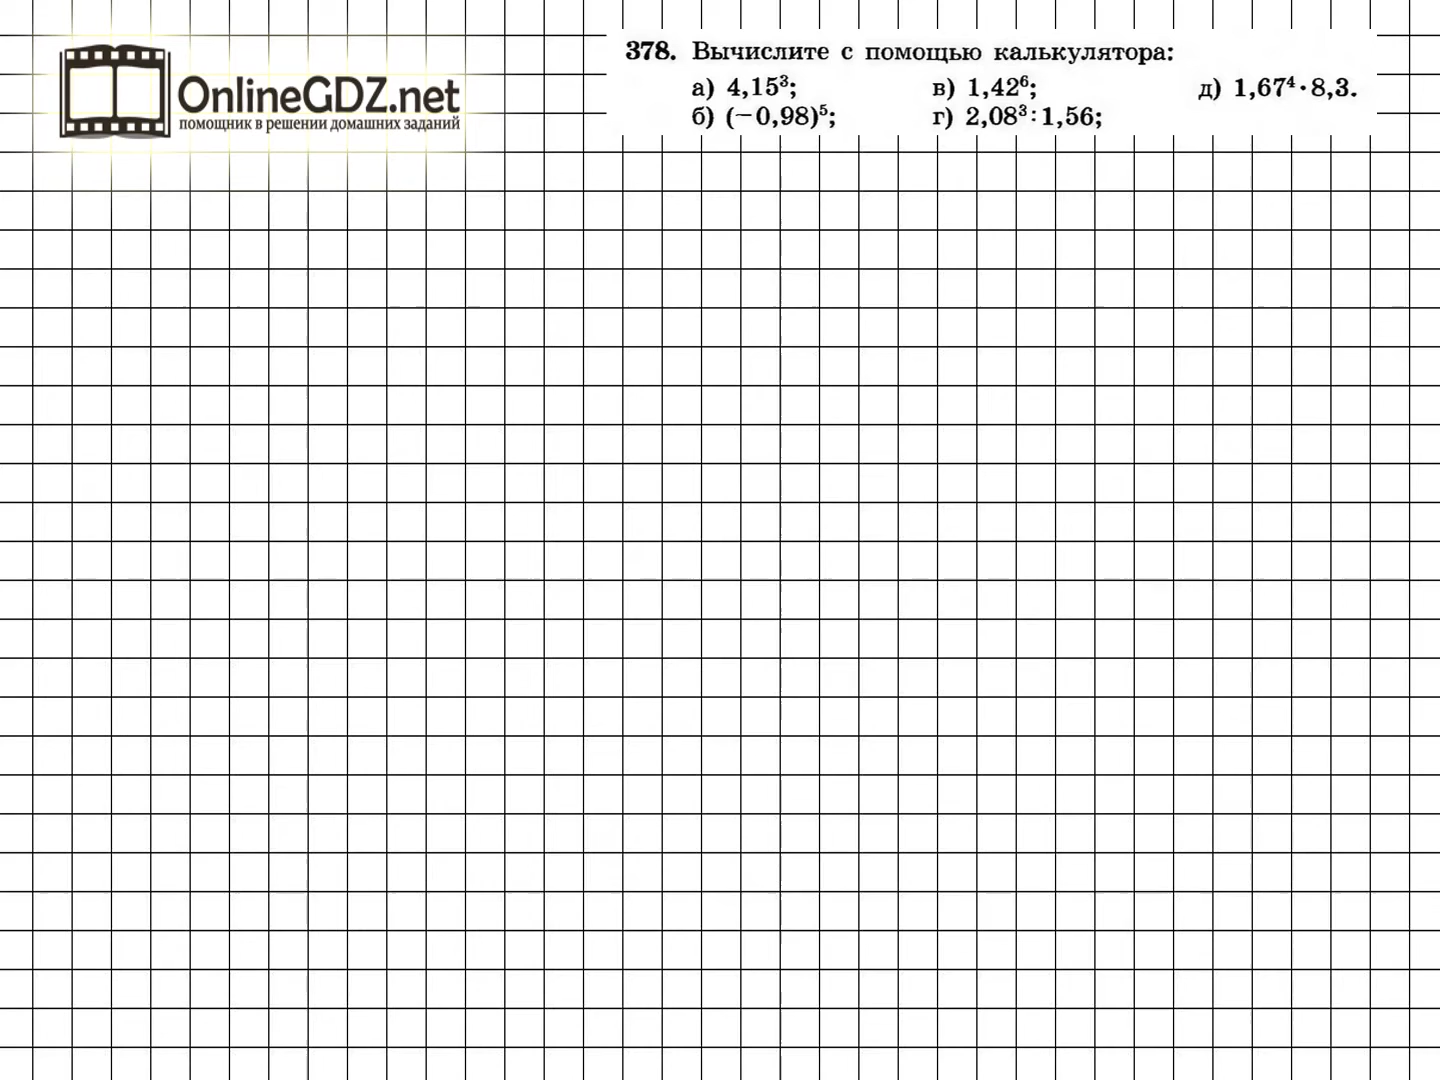 OnlineGDZ.net
помощник в решении домашних заданий
378. Вычислите с помощью калькулятора:
а) 4,15³; в) 1,42⁶; д) 1,67⁴·8,3.
б) (−0,98)⁵; г) 2,08³:1,56;